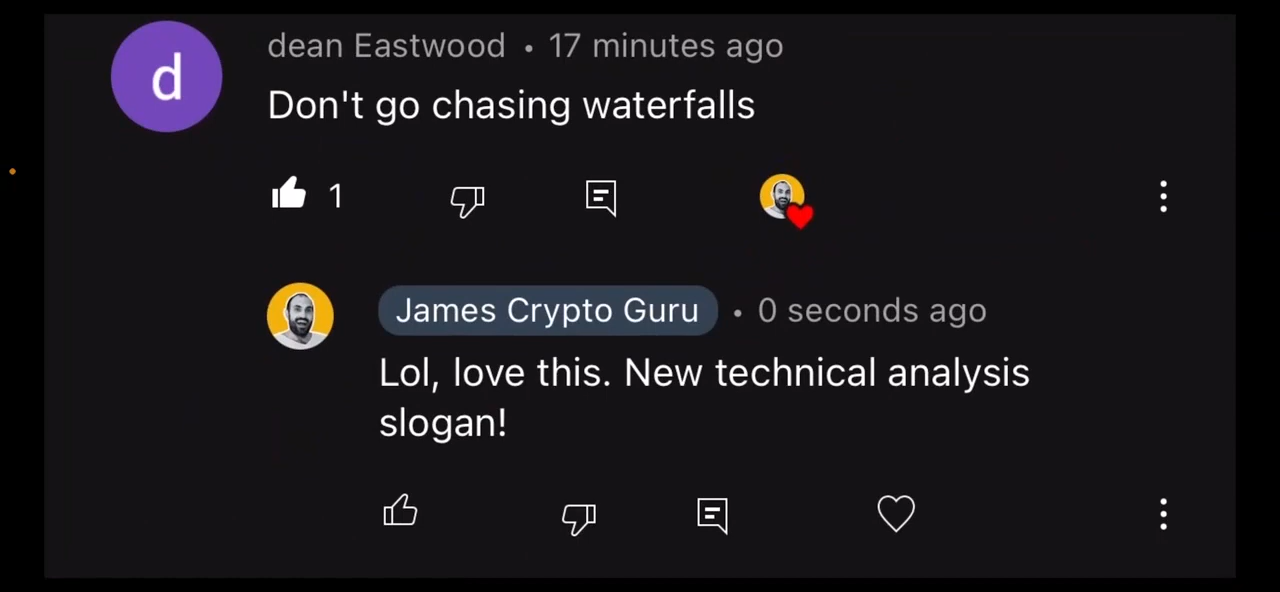 d
dean Eastwood • 17 minutes ago
Don't go chasing waterfalls
1
James Crypto Guru • 0 seconds ago
Lol, love this. New technical analysis
slogan!